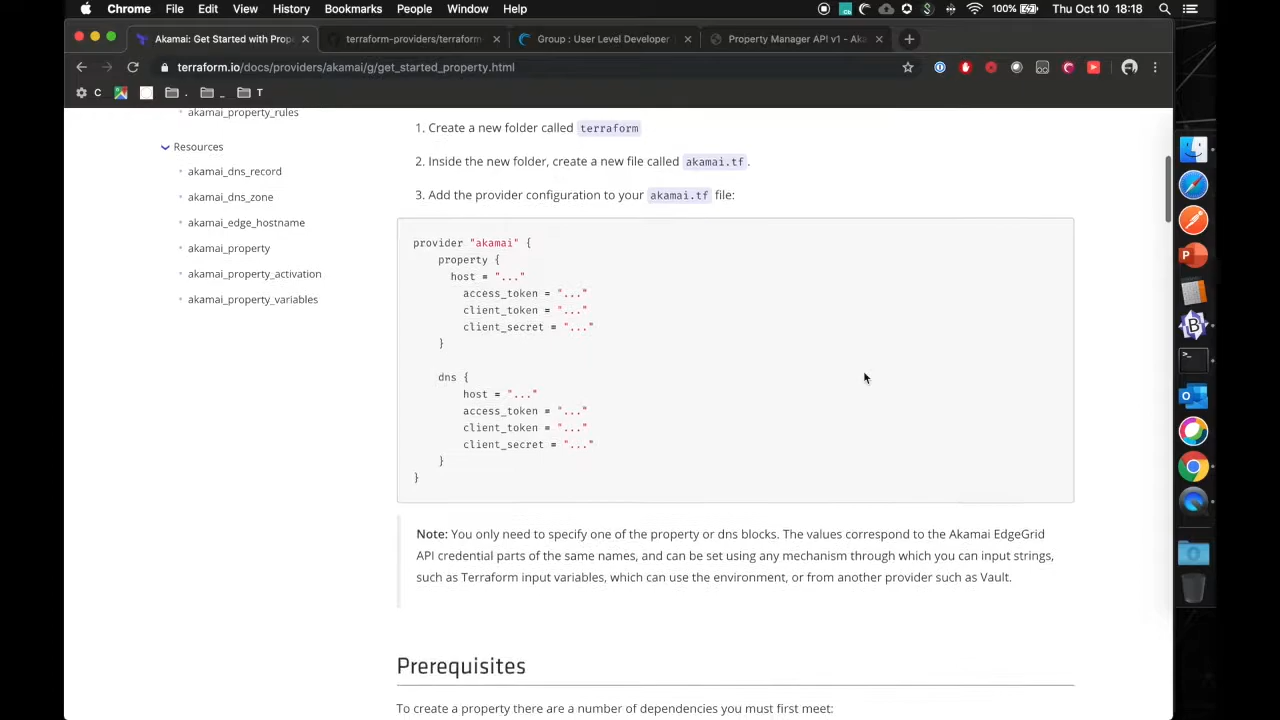 Chrome File Edit View History Bookmarks People Window Help 100% Thu Oct 10 18:18
Akamai: Get Started with Prope
terraform-providers/terraform
Group : User Level Developer
Property Manager API v1 - Aka
terraform.io/docs/providers/akamai/g/get_started_property.html
C . _ T
akamai_property_rules
Resources
akamai_dns_record
akamai_dns_zone
akamai_edge_hostname
akamai_property
akamai_property_activation
akamai_property_variables
1. Create a new folder called terraform
2. Inside the new folder, create a new file called akamai.tf.
3. Add the provider configuration to your akamai.tf file:
provider "akamai" {
property {
host = "..."
access_token = "..."
client_token = "..."
client_secret = "..."
}
dns {
host = "..."
access_token = "..."
client_token = "..."
client_secret = "..."
}
}
Note: You only need to specify one of the property or dns blocks. The values correspond to the Akamai EdgeGrid
API credential parts of the same names, and can be set using any mechanism through which you can input strings,
such as Terraform input variables, which can use the environment, or from another provider such as Vault.
Prerequisites
To create a property there are a number of dependencies you must first meet: